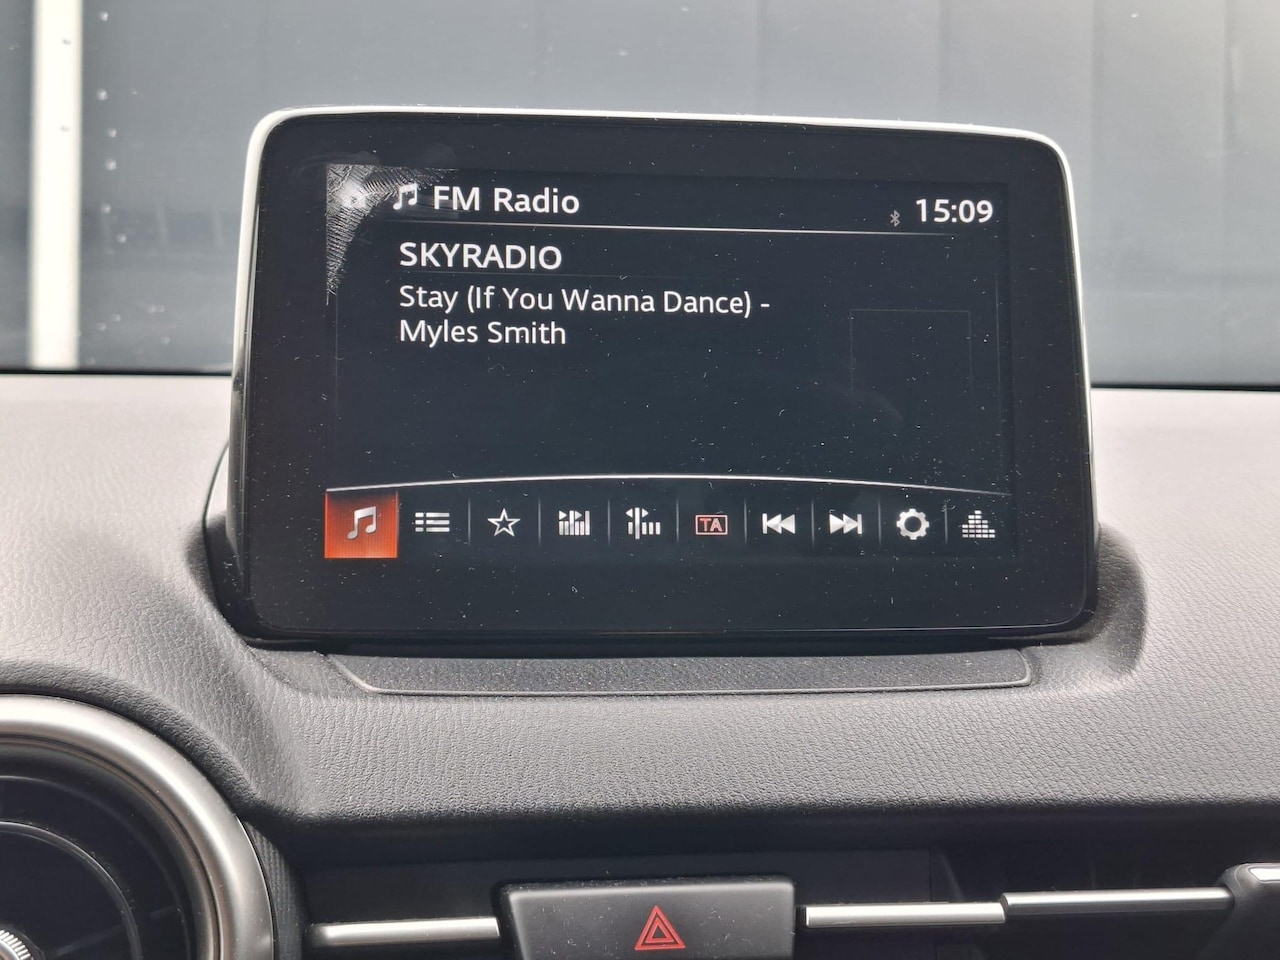 FM Radio
15:09
SKYRADIO
Stay (If You Wanna Dance) -
Myles Smith
TA